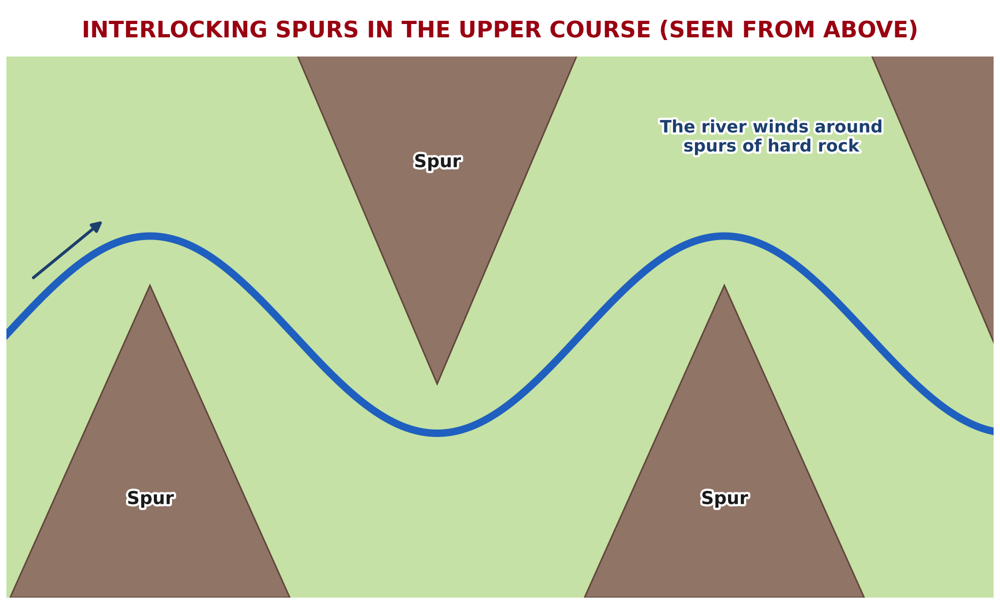 INTERLOCKING SPURS IN THE UPPER COURSE (SEEN FROM ABOVE)
The river winds around
spurs of hard rock
Spur
Spur
Spur